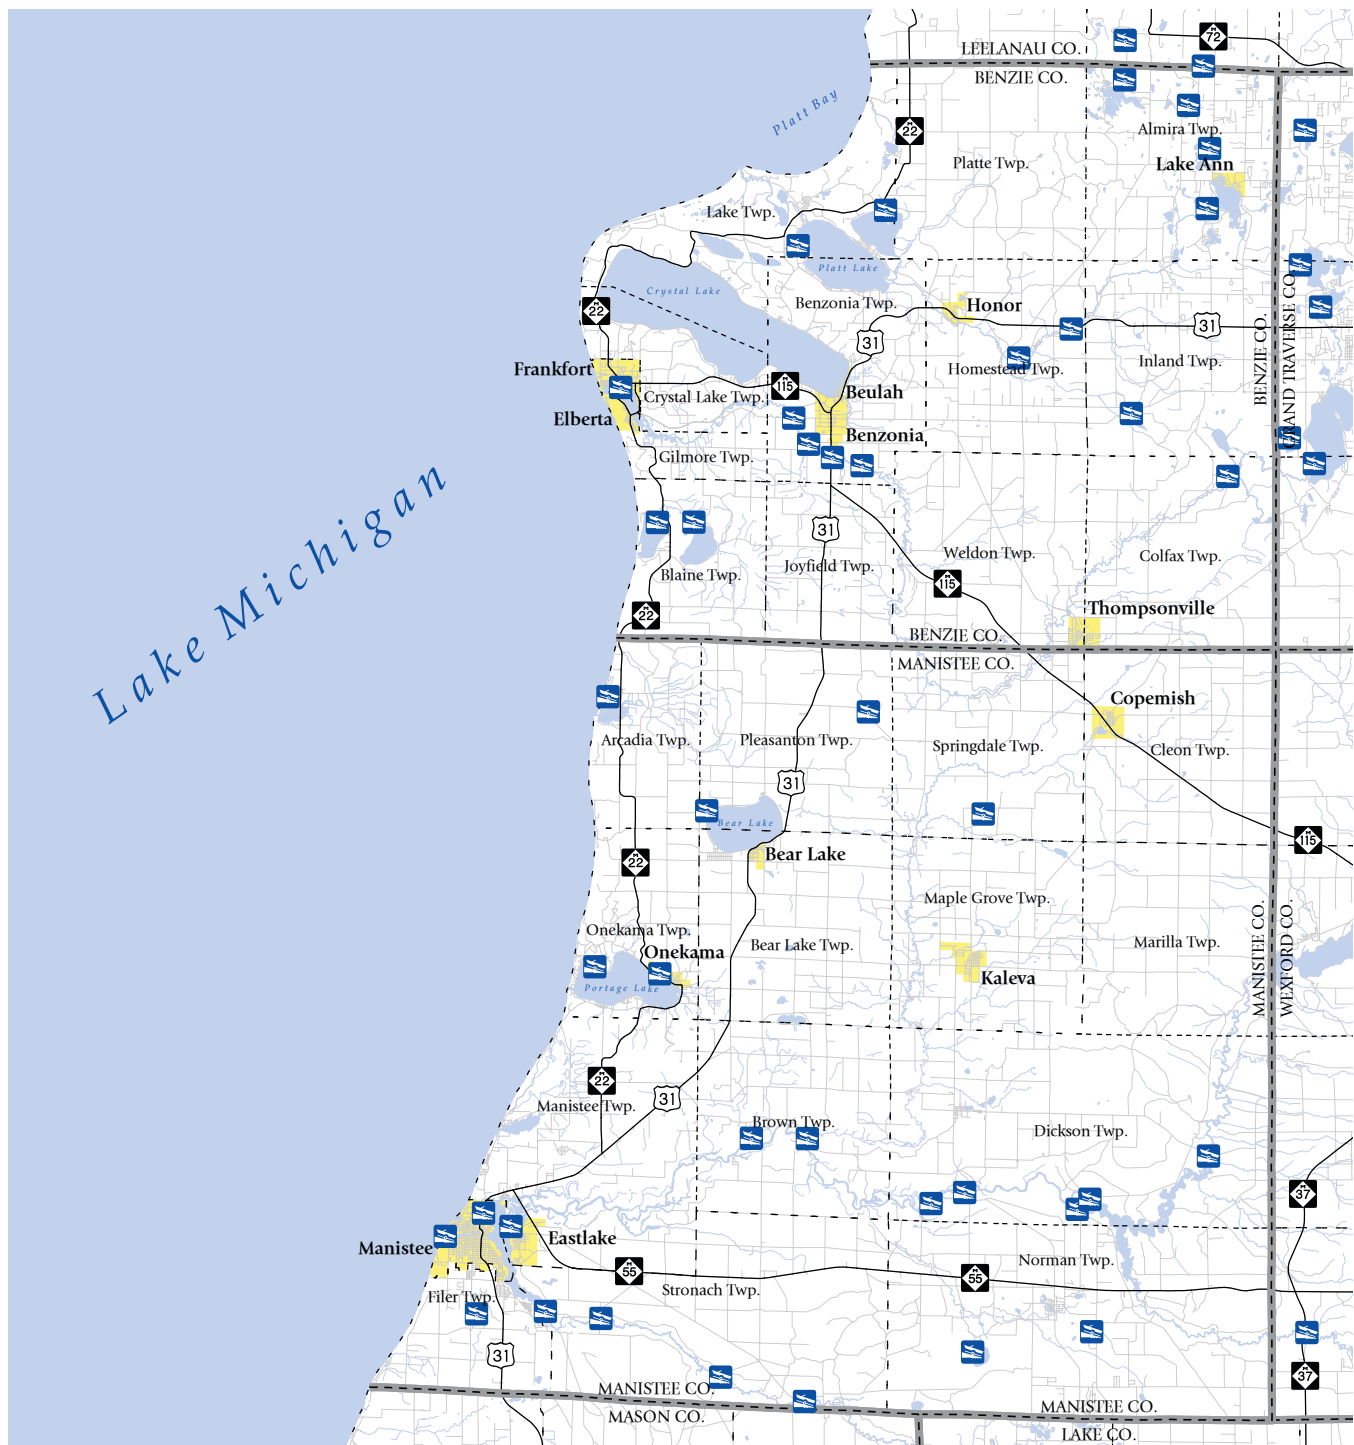 72
LEELANAU CO.
BENZIE CO.
Platt Bay
22
Almira Twp.
Platte Twp.
Lake Ann
Lake Twp.
Platt Lake
Crystal Lake
Benzonia Twp.
Honor
22
31
31
Frankfort
Homestead Twp.
Inland Twp.
BENZIE CO.
GRAND TRAVERSE CO.
115
Crystal Lake Twp.
Beulah
Elberta
Benzonia
Gilmore Twp.
Lake Michigan
31
Weldon Twp.
Colfax Twp.
Joyfield Twp.
Blaine Twp.
115
22
Thompsonville
BENZIE CO.
MANISTEE CO.
Copemish
Arcadia Twp.
Pleasanton Twp.
Springdale Twp.
Cleon Twp.
31
Bear Lake
115
22
Bear Lake
Maple Grove Twp.
Onekama Twp.
Bear Lake Twp.
Marilla Twp.
MANISTEE CO.
WEXFORD CO.
Onekama
Kaleva
Portage Lake
22
31
Manistee Twp.
Brown Twp.
Dickson Twp.
37
Manistee
Eastlake
Norman Twp.
55
55
Stronach Twp.
Filer Twp.
31
37
MANISTEE CO.
MASON CO.
MANISTEE CO.
LAKE CO.